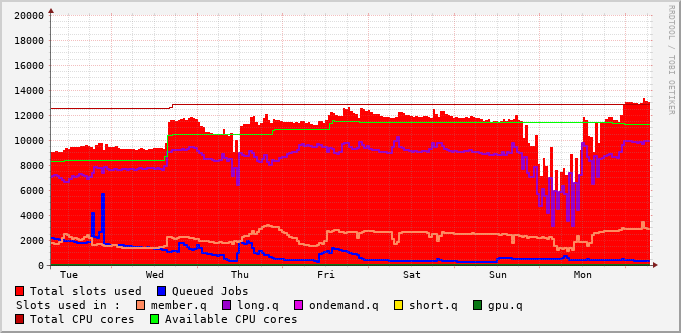 20000
18000
16000
14000
12000
10000
8000
6000
4000
2000
0
Tue Wed Thu Fri Sat Sun Mon
RRDTOOL / TOBI OETIKER
Total slots used Queued Jobs
Slots used in : member.q long.q ondemand.q short.q gpu.q
Total CPU cores Available CPU cores